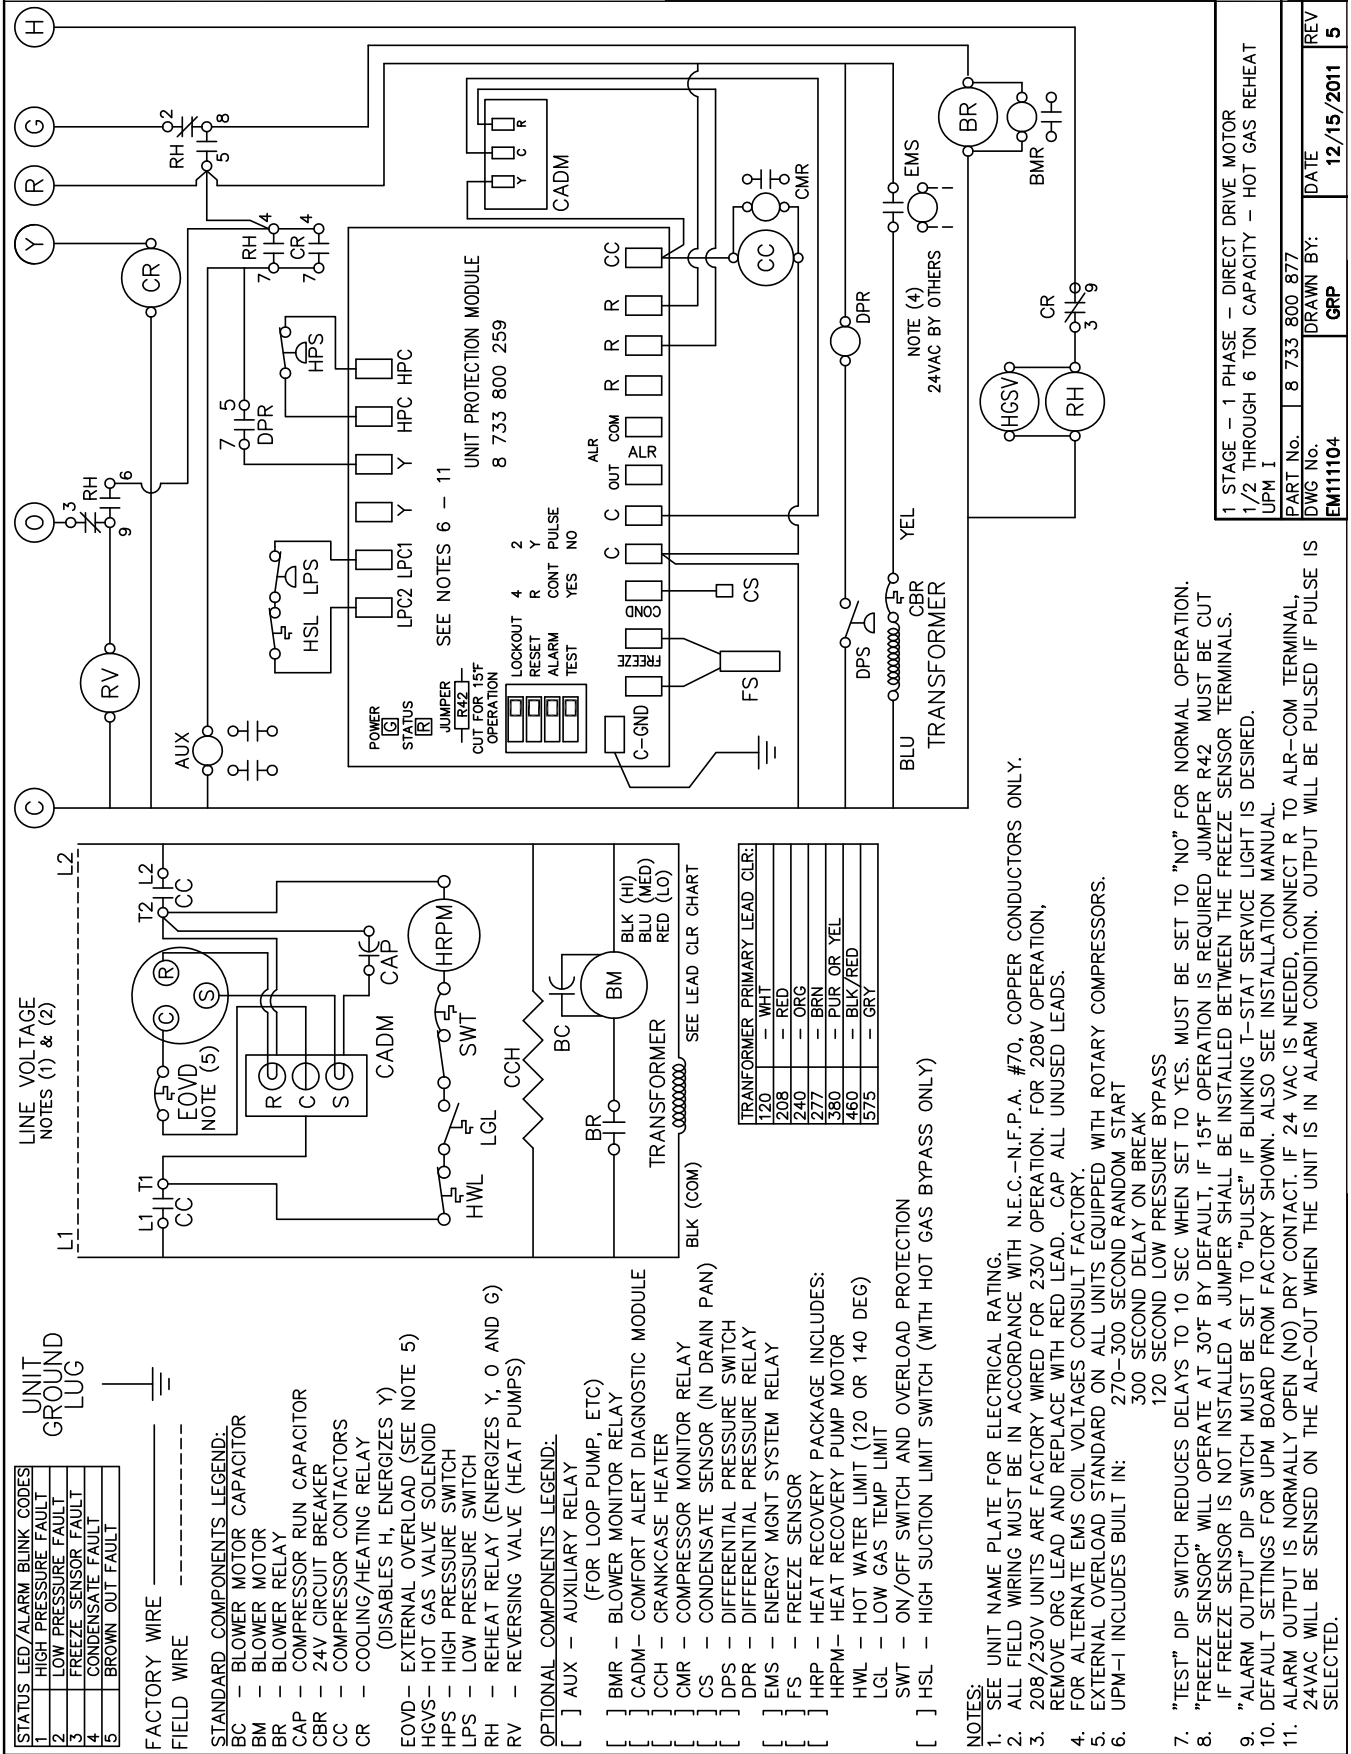 STATUS LED/ALARM BLINK CODES
1 HIGH PRESSURE FAULT
2 LOW PRESSURE FAULT
3 FREEZE SENSOR FAULT
4 CONDENSATE FAULT
5 BROWN OUT FAULT
UNIT
GROUND
LUG
FACTORY WIRE
FIELD WIRE
STANDARD COMPONENTS LEGEND:
BC - BLOWER MOTOR CAPACITOR
BM - BLOWER MOTOR
BR - BLOWER RELAY
CAP - COMPRESSOR RUN CAPACITOR
CBR - 24V CIRCUIT BREAKER
CC - COMPRESSOR CONTACTORS
CR - COOLING/HEATING RELAY
(DISABLES H, ENERGIZES Y)
EOVD - EXTERNAL OVERLOAD (SEE NOTE 5)
HGVS - HOT GAS VALVE SOLENOID
HPS - HIGH PRESSURE SWITCH
LPS - LOW PRESSURE SWITCH
RH - REHEAT RELAY (ENERGIZES Y, O AND G)
RV - REVERSING VALVE (HEAT PUMPS)
OPTIONAL COMPONENTS LEGEND:
[ ] AUX - AUXILIARY RELAY
(FOR LOOP PUMP, ETC)
[ ] BMR - BLOWER MONITOR RELAY
[ ] CADM- COMFORT ALERT DIAGNOSTIC MODULE
[ ] CCH - CRANKCASE HEATER
[ ] CMR - COMPRESSOR MONITOR RELAY
[ ] CS - CONDENSATE SENSOR (IN DRAIN PAN)
[ ] DPS - DIFFERENTIAL PRESSURE SWITCH
DPR - DIFFERENTIAL PRESSURE RELAY
[ ] EMS - ENERGY MGNT SYSTEM RELAY
[ ] FS - FREEZE SENSOR
[ ] HRP - HEAT RECOVERY PACKAGE INCLUDES:
HRPM- HEAT RECOVERY PUMP MOTOR
HWL - HOT WATER LIMIT (120 OR 140 DEG)
LGL - LOW GAS TEMP LIMIT
SWT - ON/OFF SWITCH AND OVERLOAD PROTECTION
[ ] HSL - HIGH SUCTION LIMIT SWITCH (WITH HOT GAS BYPASS ONLY)
LINE VOLTAGE
NOTES (1) & (2)
L1
L2
L1 T1
CC
T2 L2
CC
C R S
EOVD
NOTE (5)
R
C
S
CADM
CAP
HWL
LGL
SWT
HRPM
CCH
BC
BR
BM
BLK (HI)
BLU (MED)
RED (LO)
TRANSFORMER
BLK (COM)
SEE LEAD CLR CHART
TRANFORMER PRIMARY LEAD CLR:
120 - WHT
208 - RED
240 - ORG
277 - BRN
380 - PUR OR YEL
460 - BLK/RED
575 - GRY
C
O
Y
R
G
H
RV
3
RH
9 6
CR
RH
2
8
5
AUX
7 5
DPR
RH
7 4
CR
7 4
HSL
LPS
HPS
LPC2 LPC1 Y Y HPC HPC
SEE NOTES 6 - 11
UNIT PROTECTION MODULE
8 733 800 259
POWER
G
STATUS
R
JUMPER
R42
CUT FOR 15°F
OPERATION
LOCKOUT 4 2
RESET R Y
ALARM CONT PULSE
TEST YES NO
C-GND
FREEZE
COND
C C
ALR
OUT COM
ALR
R R R CC
FS
CS
CADM
Y C R
CC
CMR
DPS
DPR
BLU
TRANSFORMER
CBR
YEL
NOTE (4)
24VAC BY OTHERS
EMS
BR
BMR
HGSV
RH
CR
3 9
NOTES:
1. SEE UNIT NAME PLATE FOR ELECTRICAL RATING.
2. ALL FIELD WIRING MUST BE IN ACCORDANCE WITH N.E.C.-N.F.P.A. #70, COPPER CONDUCTORS ONLY.
3. 208/230V UNITS ARE FACTORY WIRED FOR 230V OPERATION. FOR 208V OPERATION,
REMOVE ORG LEAD AND REPLACE WITH RED LEAD. CAP ALL UNUSED LEADS.
4. FOR ALTERNATE EMS COIL VOLTAGES CONSULT FACTORY.
5. EXTERNAL OVERLOAD STANDARD ON ALL UNITS EQUIPPED WITH ROTARY COMPRESSORS.
6. UPM-I INCLUDES BUILT IN: 270-300 SECOND RANDOM START
300 SECOND DELAY ON BREAK
120 SECOND LOW PRESSURE BYPASS
7. "TEST" DIP SWITCH REDUCES DELAYS TO 10 SEC WHEN SET TO YES. MUST BE SET TO "NO" FOR NORMAL OPERATION.
8. "FREEZE SENSOR" WILL OPERATE AT 30°F BY DEFAULT, IF 15°F OPERATION IS REQUIRED JUMPER R42 MUST BE CUT
IF FREEZE SENSOR IS NOT INSTALLED A JUMPER SHALL BE INSTALLED BETWEEN THE FREEZE SENSOR TERMINALS.
9. "ALARM OUTPUT" DIP SWITCH MUST BE SET TO "PULSE" IF BLINKING T-STAT SERVICE LIGHT IS DESIRED.
10. DEFAULT SETTINGS FOR UPM BOARD FROM FACTORY SHOWN. ALSO SEE INSTALLATION MANUAL.
11. ALARM OUTPUT IS NORMALLY OPEN (NO) DRY CONTACT. IF 24 VAC IS NEEDED, CONNECT R TO ALR-COM TERMINAL,
24VAC WILL BE SENSED ON THE ALR-OUT WHEN THE UNIT IS IN ALARM CONDITION. OUTPUT WILL BE PULSED IF PULSE IS
SELECTED.
1 STAGE - 1 PHASE - DIRECT DRIVE MOTOR
1/2 THROUGH 6 TON CAPACITY - HOT GAS REHEAT
UPM I
PART No. 8 733 800 877
DWG No. EM111104
DRAWN BY: GRP
DATE 12/15/2011
REV 5